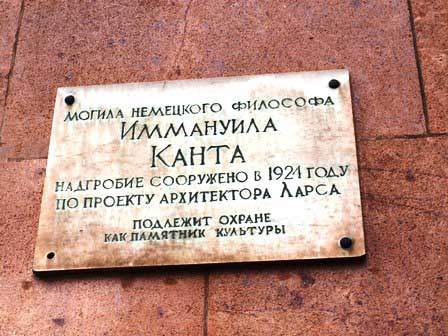 МОГИЛА НЕМЕЦКОГО ФИЛОСОФА
ИММАНУИЛА
КАНТА
НАДГРОБИЕ СООРУЖЕНО В 1924 ГОДУ
ПО ПРОЕКТУ АРХИТЕКТОРА ЛАРСА
ПОДЛЕЖИТ ОХРАНЕ
КАК ПАМЯТНИК КУЛЬТУРЫ